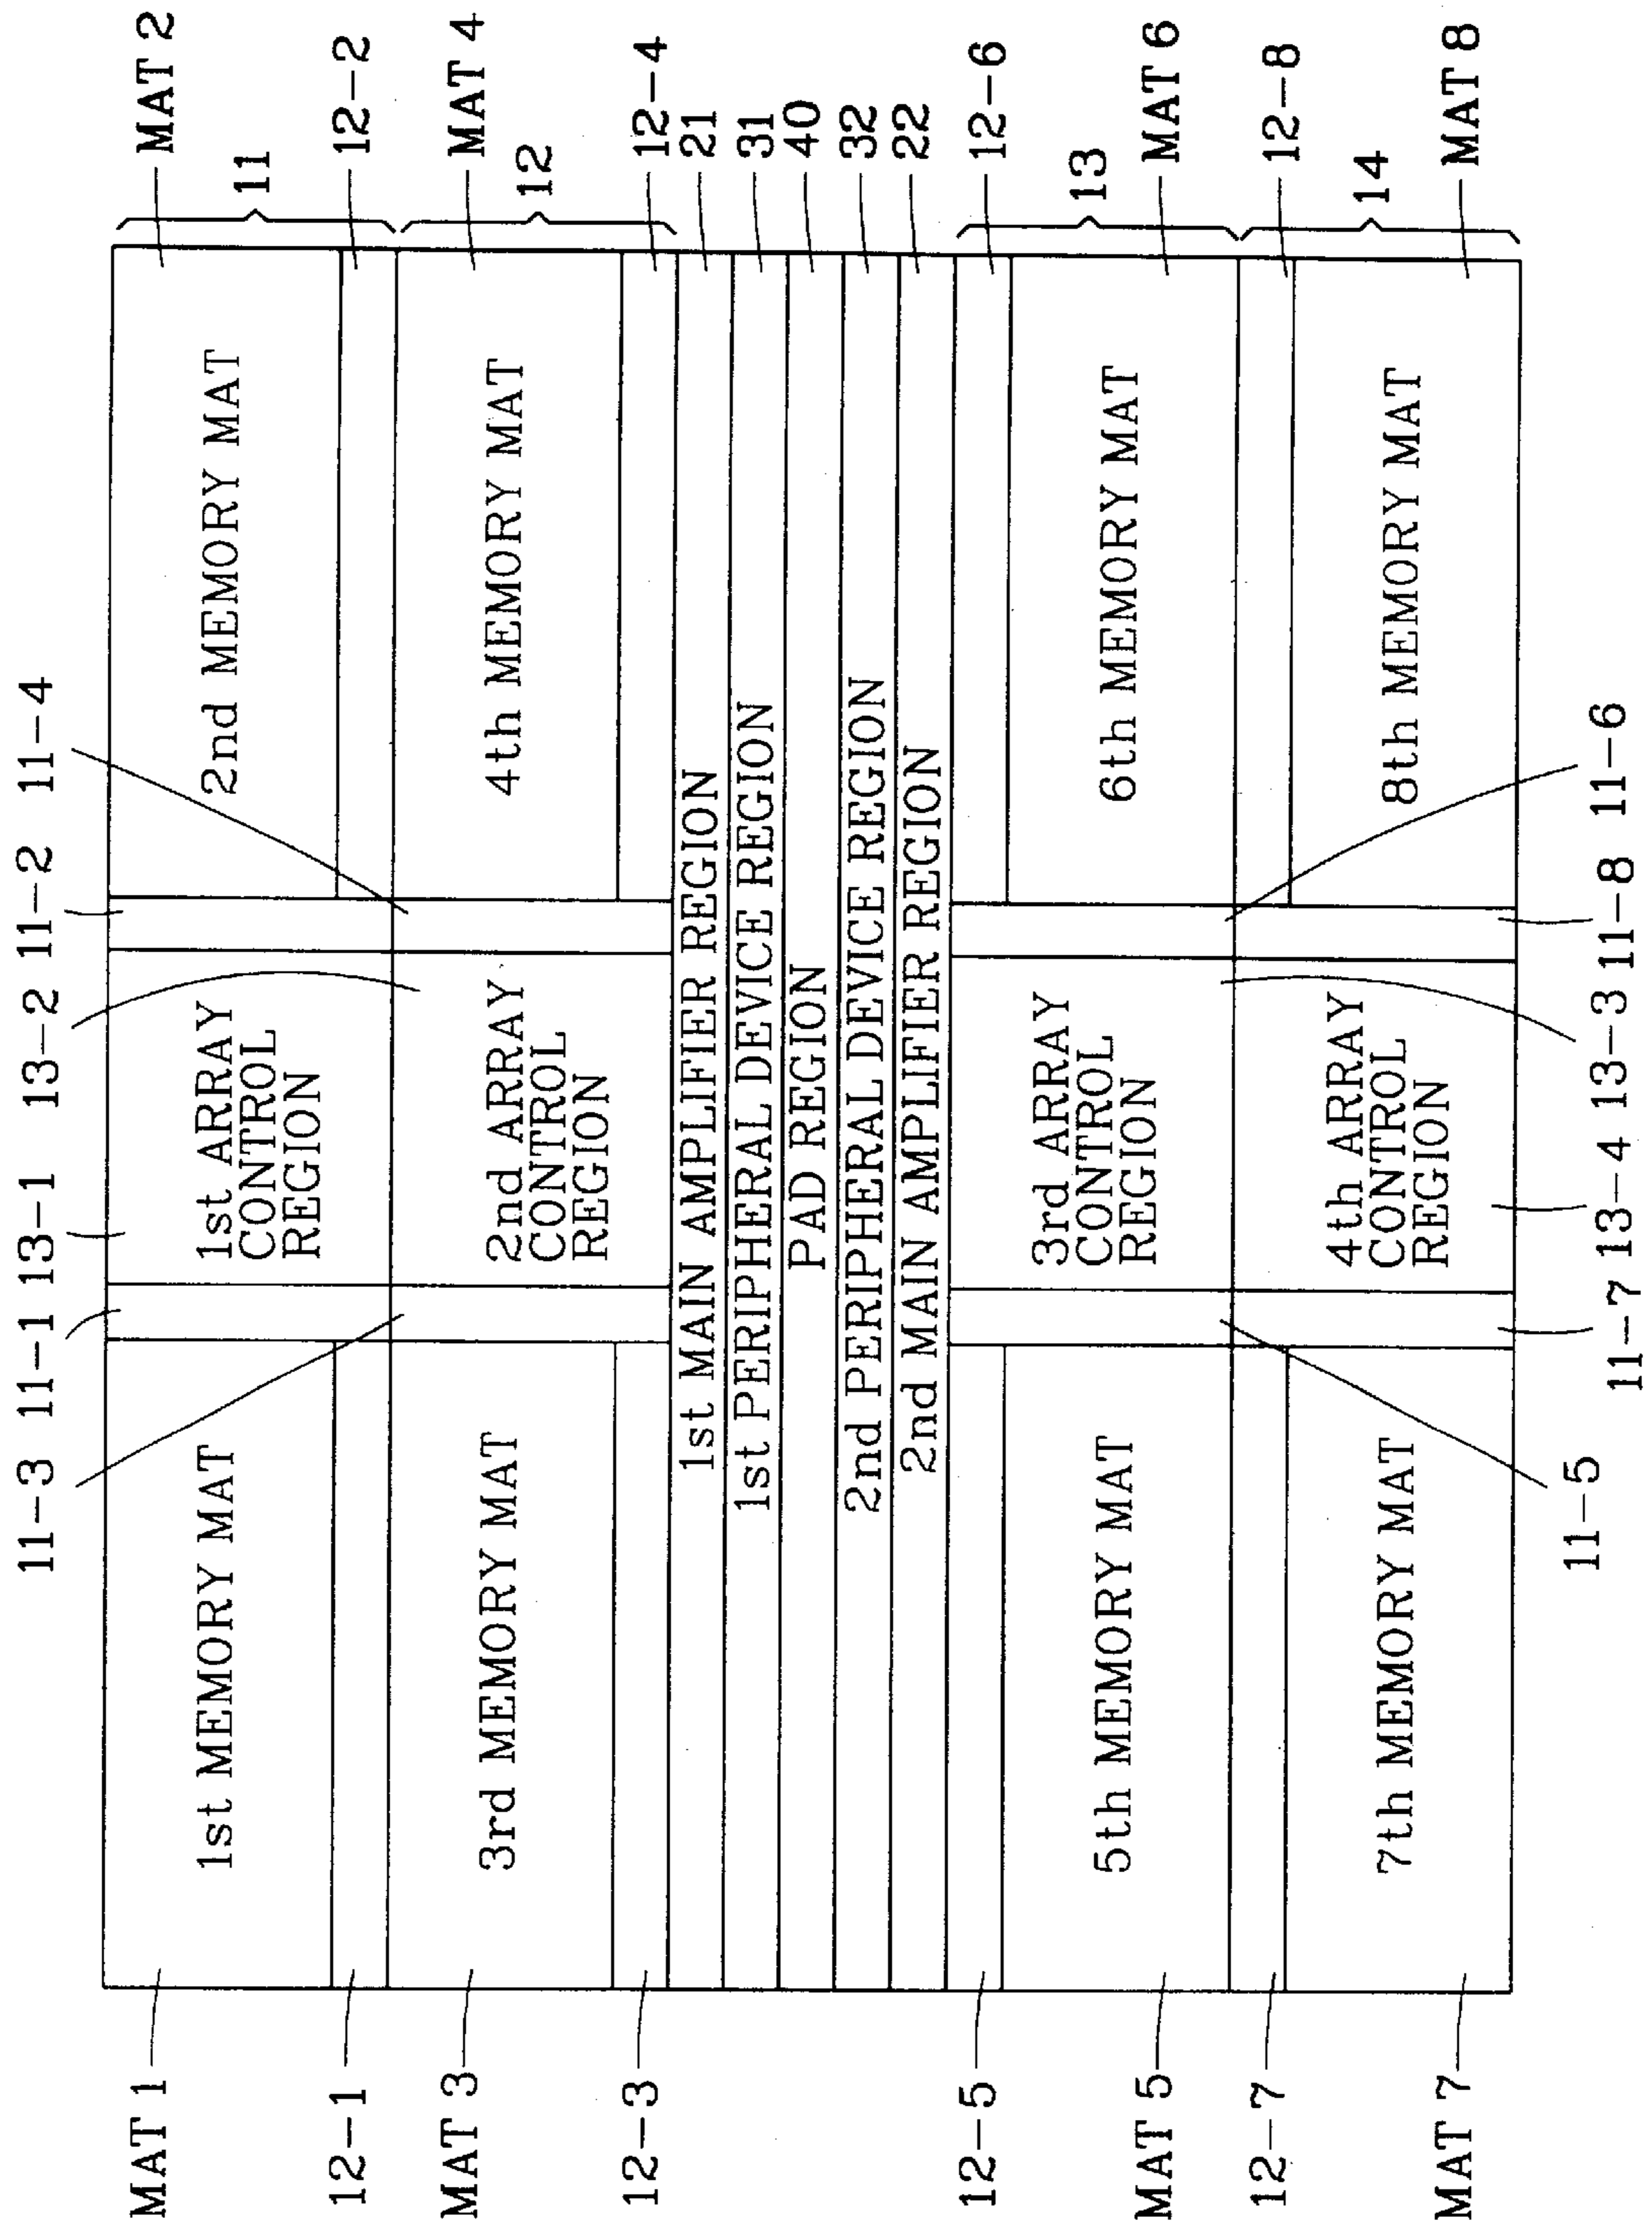 11-3
11-1
13-1
13-2
11-2
11-4
MAT 1
1st MEMORY MAT
1st ARRAY
CONTROL
REGION
2nd MEMORY MAT
MAT 2
11
12-1
12-2
MAT 3
3rd MEMORY MAT
2nd ARRAY
CONTROL
REGION
4th MEMORY MAT
MAT 4
12
12-3
12-4
1st MAIN AMPLIFIER REGION
21
1st PERIPHERAL DEVICE REGION
31
PAD REGION
40
2nd PERIPHERAL DEVICE REGION
32
2nd MAIN AMPLIFIER REGION
22
12-5
12-6
MAT 5
5th MEMORY MAT
3rd ARRAY
CONTROL
REGION
6th MEMORY MAT
MAT 6
13
12-7
12-8
MAT 7
7th MEMORY MAT
4th ARRAY
CONTROL
REGION
8th MEMORY MAT
MAT 8
14
11-5
11-7
13-4
13-3
11-8
11-6